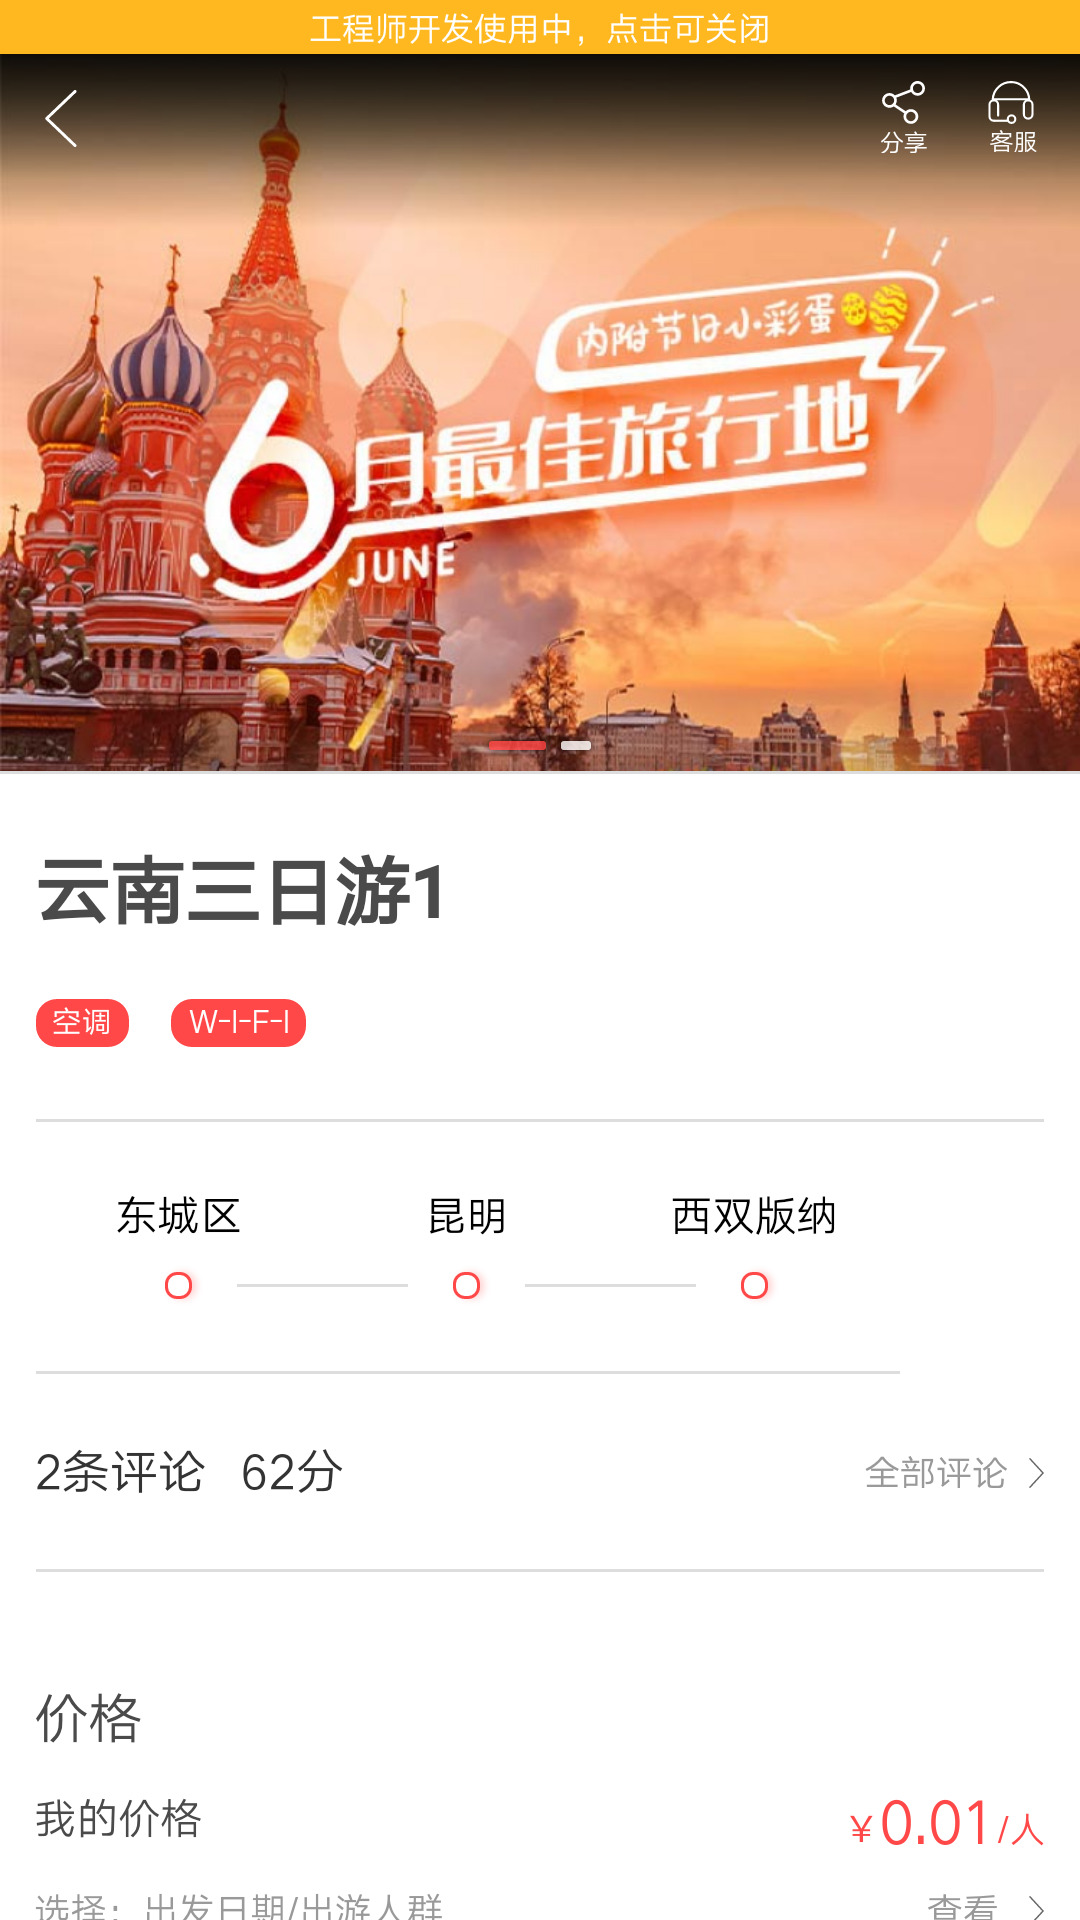 工程师开发使用中，点击可关闭
分享
客服
内附节日小彩蛋
6月最佳旅行地
JUNE
云南三日游1
空调 W-I-F-I
东城区 昆明 西双版纳
2条评论 62分 全部评论
价格
我的价格 ¥0.01/人
选择：出发日期/出游人群 查看